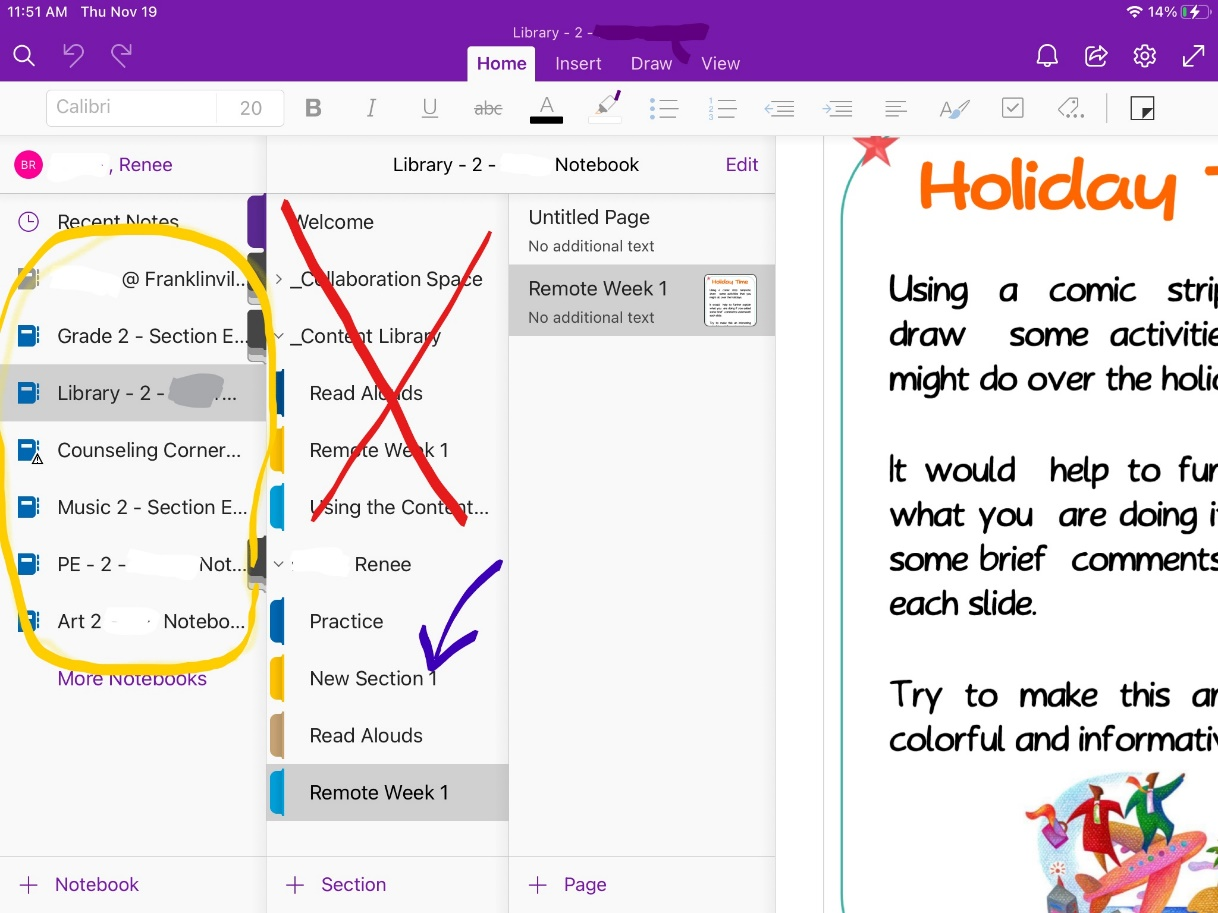 11:51 AM Thu Nov 19
14%
Library - 2 -
Home Insert Draw View
Calibri 20 B I U abc A
1
2
3
BR , Renee
Library - 2 - Notebook
Edit
Recent Notes
@ Franklinvil...
Grade 2 - Section E...
Library - 2 - ...
Counseling Corner...
Music 2 - Section E...
PE - 2 - Not...
Art 2 - Notebo...
More Notebooks
+ Notebook
Welcome
_Collaboration Space
_Content Library
Read Alouds
Remote Week 1
Using the Content...
Renee
Practice
New Section 1
Read Alouds
Remote Week 1
+ Section
Untitled Page
No additional text
Remote Week 1
No additional text
Holiday Time
+ Page
Holiday T
Using a comic strip
draw some activitie
might do over the holid
It would help to fur
what you are doing i
some brief comments
each slide.
Try to make this an
colorful and informativ